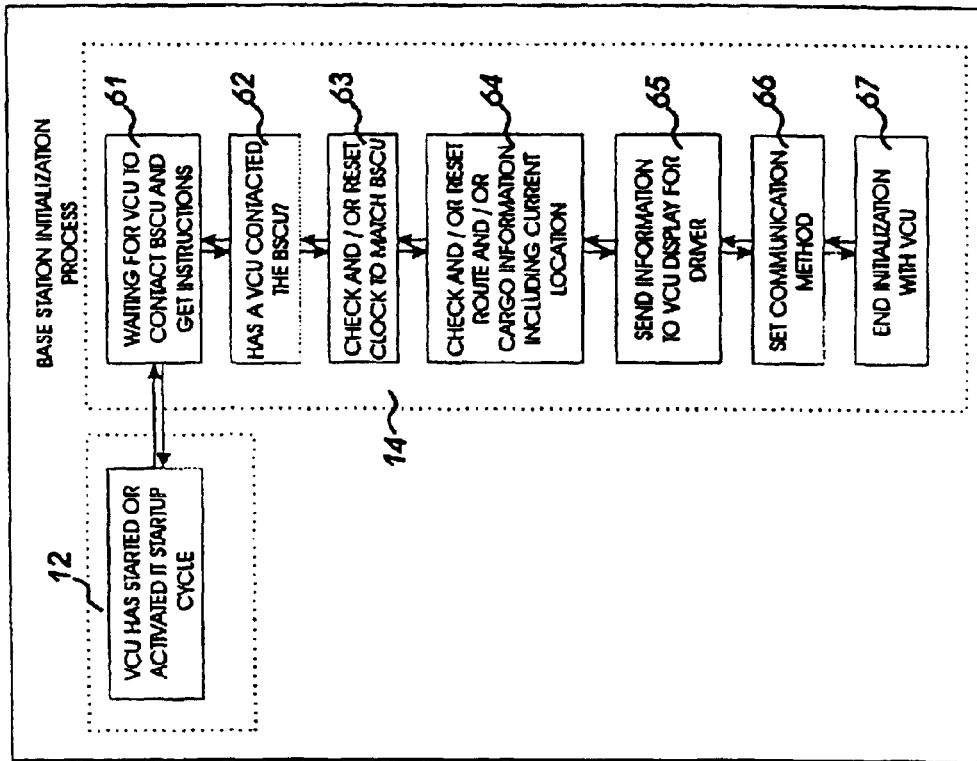 12
VCU HAS STARTED OR
ACTIVATED IT STARTUP
CYCLE
BASE STATION INITIALIZATION
PROCESS
61
WAITING FOR VCU TO
CONTACT BSCU AND
GET INSTRUCTIONS
62
HAS A VCU CONTACTED
THE BSCU?
63
CHECK AND / OR RESET
CLOCK TO MATCH BSCU
64
CHECK AND / OR RESET
ROUTE AND / OR
CARGO INFORMATION
INCLUDING CURRENT
LOCATION
65
SEND INFORMATION
TO VCU DISPLAY FOR
DRIVER
66
SET COMMUNICATION
METHOD
67
END INITIALIZATION
WITH VCU
14